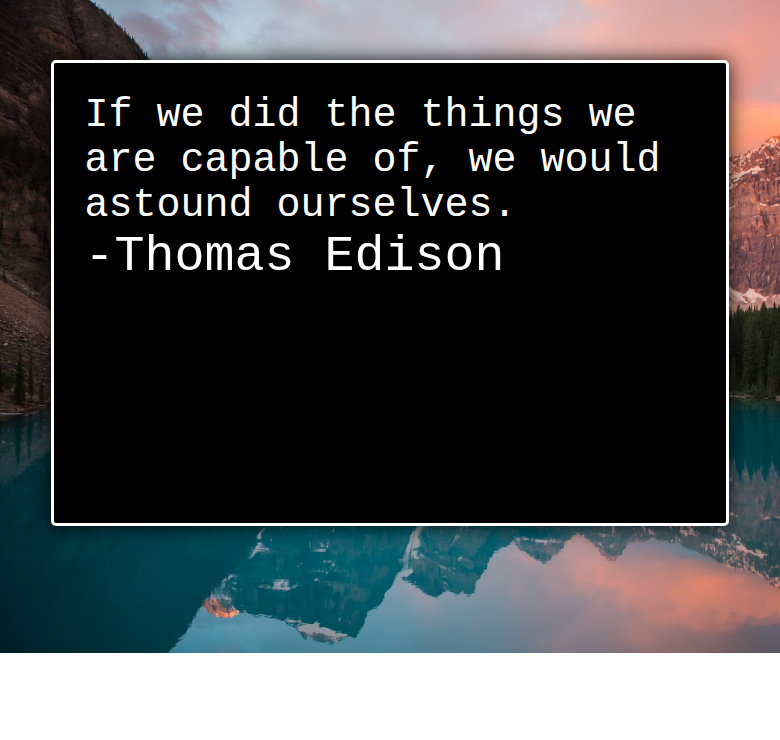 If we did the things we
are capable of, we would
astound ourselves.
-Thomas Edison